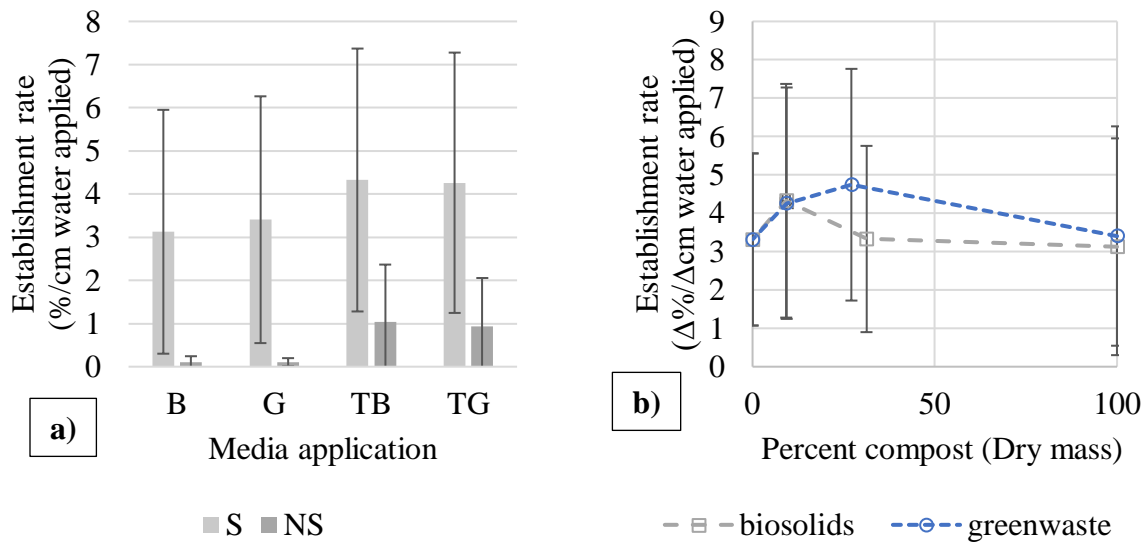 Establishment rate
(%/cm water applied)
8
7
6
5
4
3
2
1
0
B G TB TG
Media application
a)
S NS
Establishment rate
(Δ%/Δcm water applied)
9
8
7
6
5
4
3
2
1
0
0 50 100
Percent compost (Dry mass)
b)
biosolids greenwaste